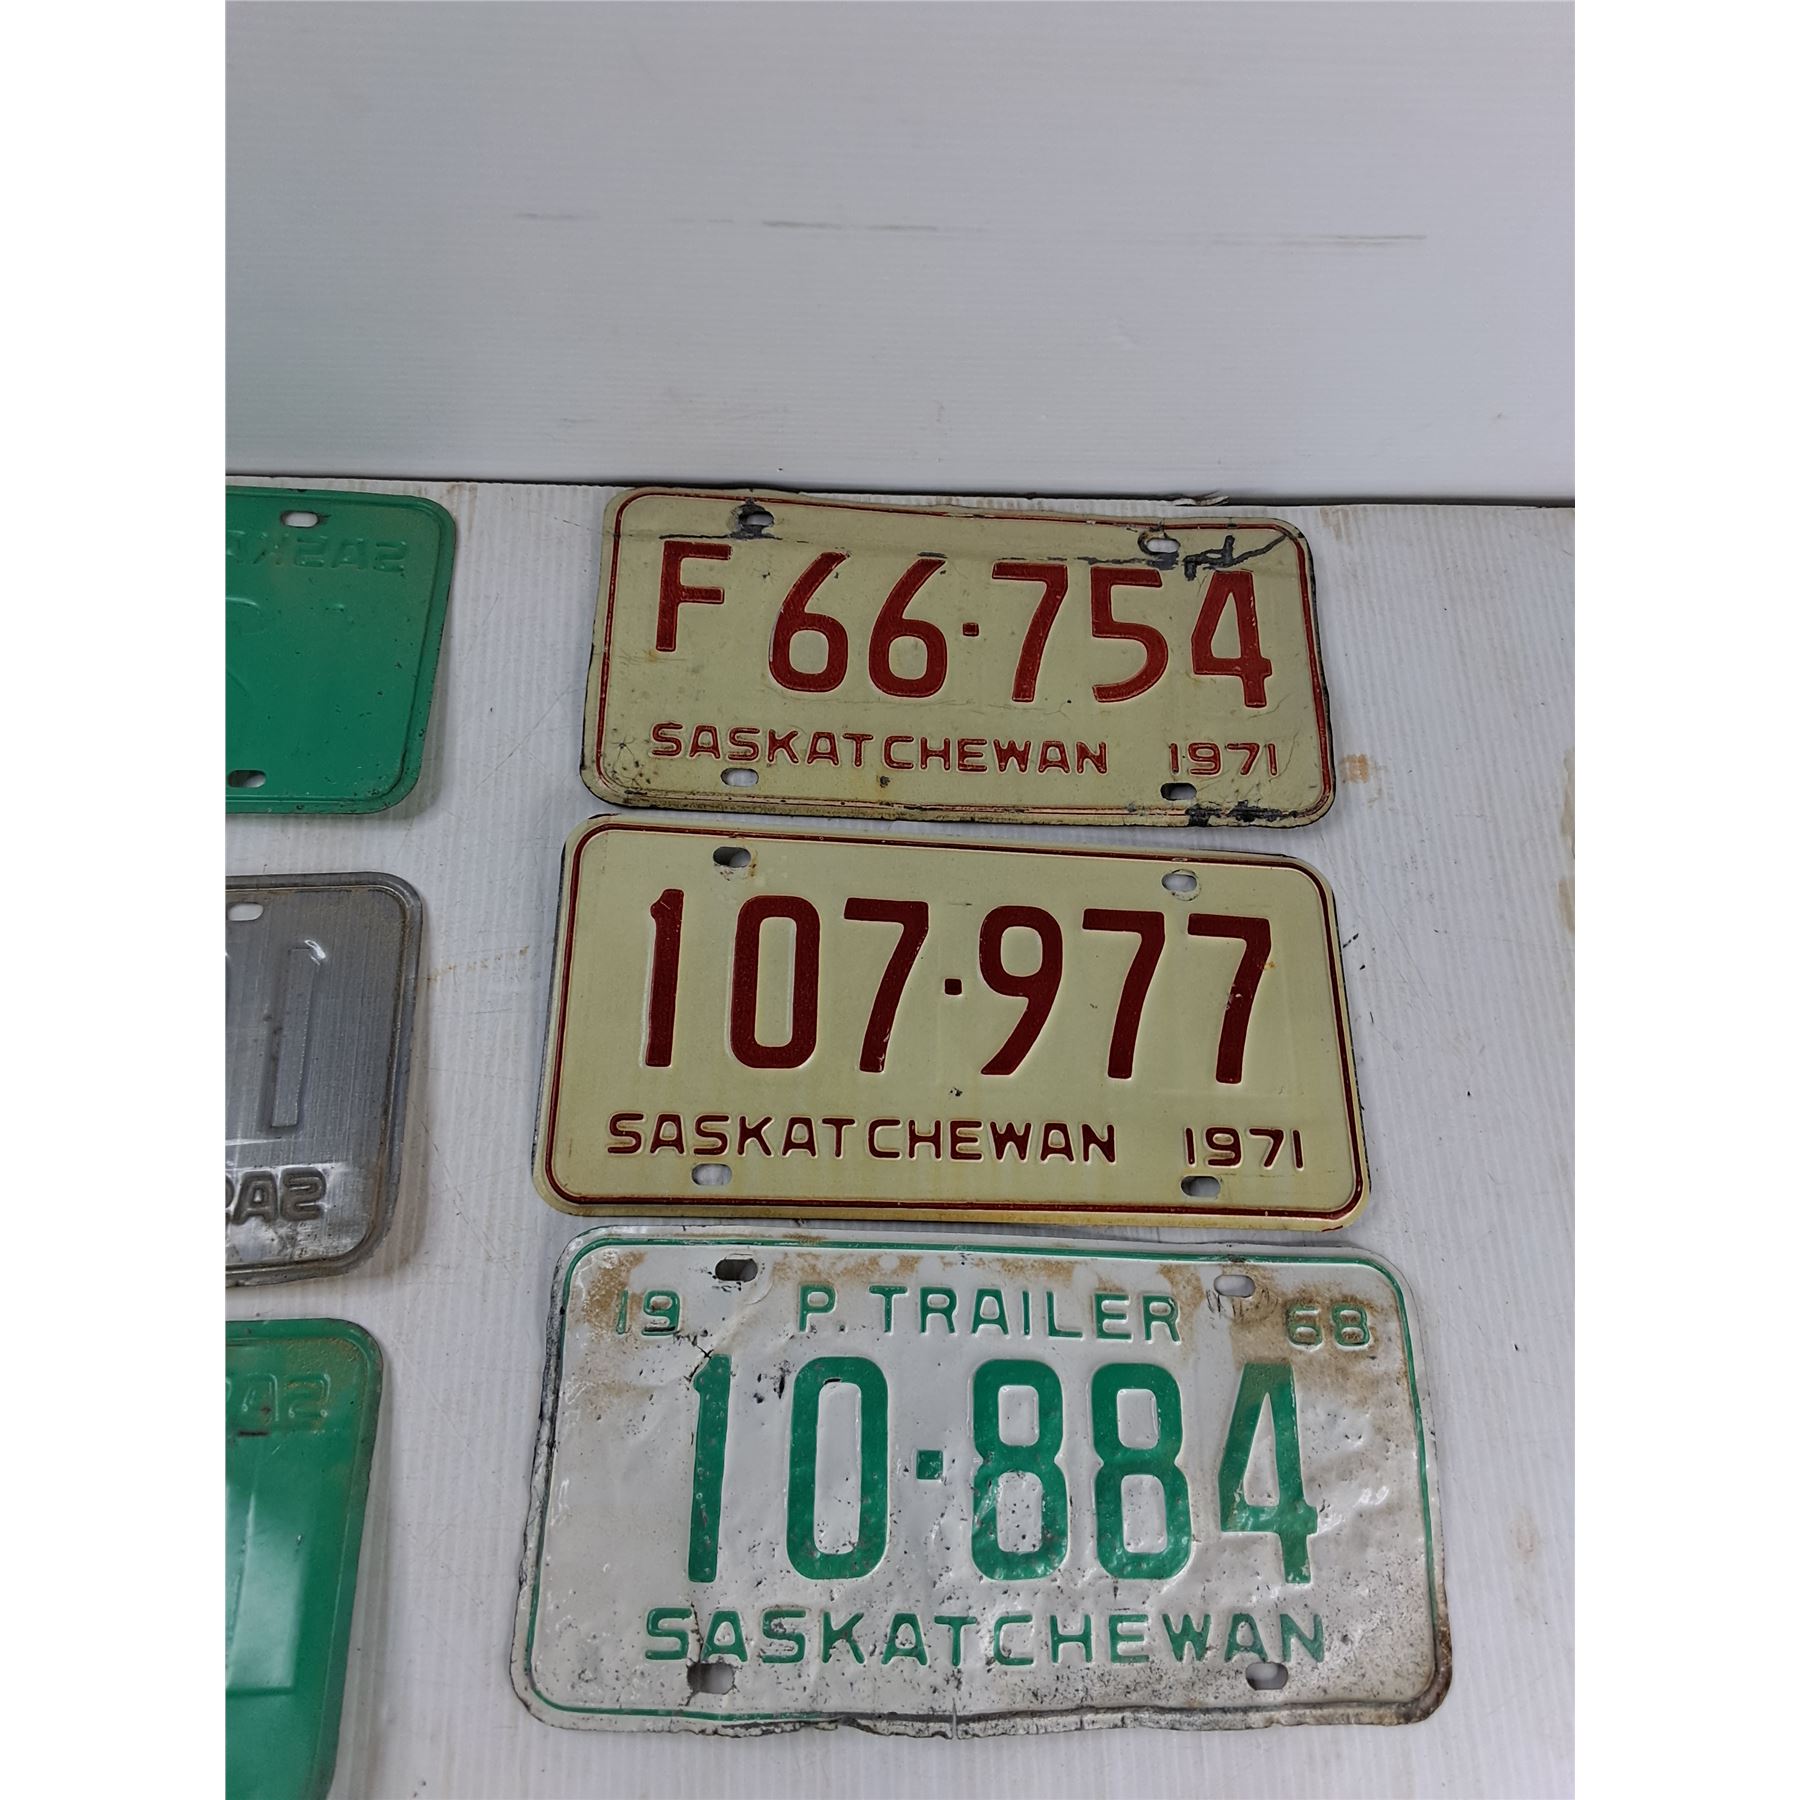 F 66·754
SASKATCHEWAN 1971
107·977
SASKATCHEWAN 1971
19 P. TRAILER 68
10·884
SASKATCHEWAN